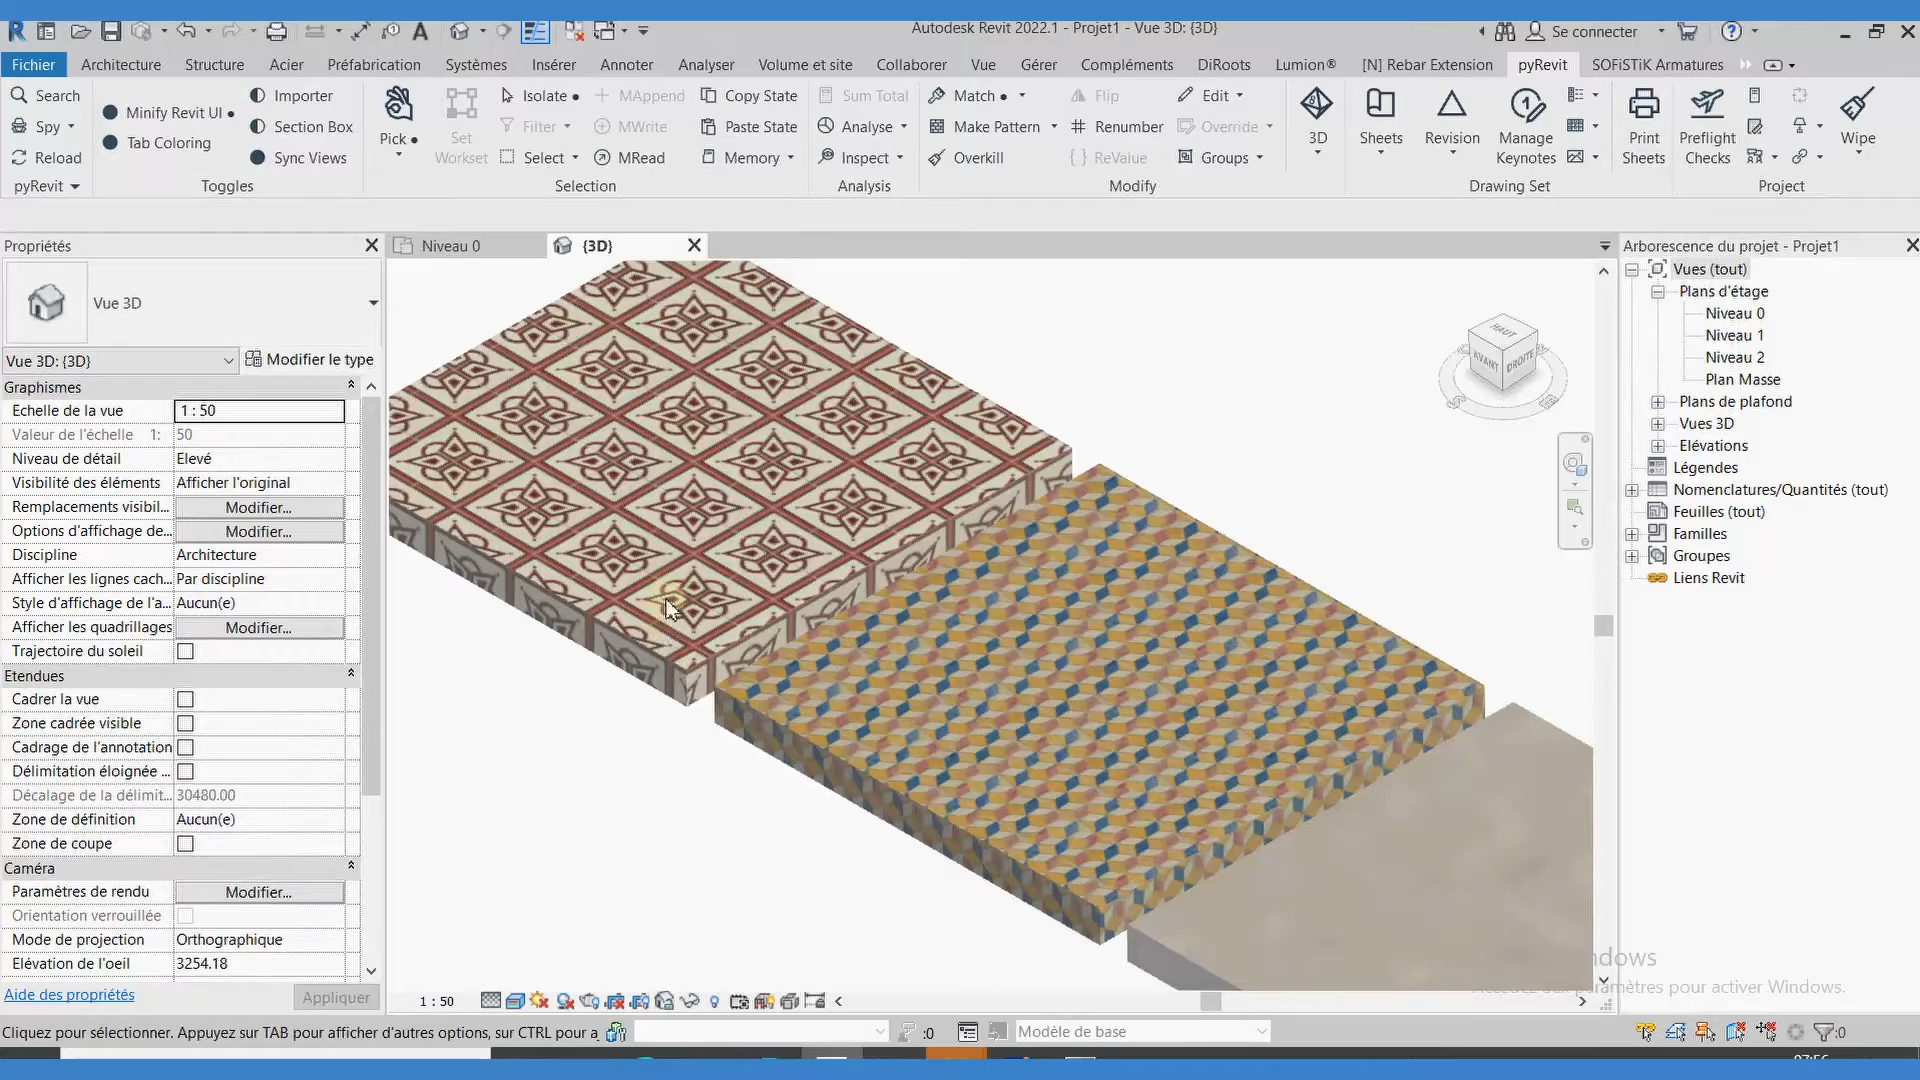 Autodesk Revit 2022.1 - Projet1 - Vue 3D: {3D}
Se connecter
Fichier Architecture Structure Acier Préfabrication Systèmes Insérer Annoter Analyser Volume et site Collaborer Vue Gérer Compléments DiRoots Lumion® [N] Rebar Extension pyRevit SOFiSTiK Armatures
Search Importer Isolate MAppend Copy State Sum Total Match Flip Edit
Minify Revit UI
Spy Section Box Filter MWrite Paste State Analyse Make Pattern Renumber Override
Pick Set Workset 3D Sheets Revision Manage Keynotes Print Sheets Preflight Checks Wipe
Tab Coloring
Reload Sync Views Select MRead Memory Inspect Overkill ReValue Groups
pyRevit Toggles Selection Analysis Modify Drawing Set Project
Propriétés
Niveau 0 {3D}
Arborescence du projet - Projet1
Vue 3D
Vue 3D: {3D} Modifier le type
Graphismes
Echelle de la vue 1 : 50
Valeur de l'échelle 1: 50
Niveau de détail Elevé
Visibilité des éléments Afficher l'original
Remplacements visibil... Modifier...
Options d'affichage de... Modifier...
Discipline Architecture
Afficher les lignes cach... Par discipline
Style d'affichage de l'a... Aucun(e)
Afficher les quadrillages Modifier...
Trajectoire du soleil
Etendues
Cadrer la vue
Zone cadrée visible
Cadrage de l'annotation
Délimitation éloignée ...
Décalage de la délimit... 30480.00
Zone de définition Aucun(e)
Zone de coupe
Caméra
Paramètres de rendu Modifier...
Orientation verrouillée
Mode de projection Orthographique
Elévation de l'oeil 3254.18
Aide des propriétés Appliquer
HAUT
AVANT DROITE
Vues (tout)
Plans d'étage
Niveau 0
Niveau 1
Niveau 2
Plan Masse
Plans de plafond
Vues 3D
Elévations
Légendes
Nomenclatures/Quantités (tout)
Feuilles (tout)
Familles
Groupes
Liens Revit
1 : 50
paramètres pour activer Windows.
Cliquez pour sélectionner. Appuyez sur TAB pour afficher d'autres options, sur CTRL pour a
:0 Modèle de base :0